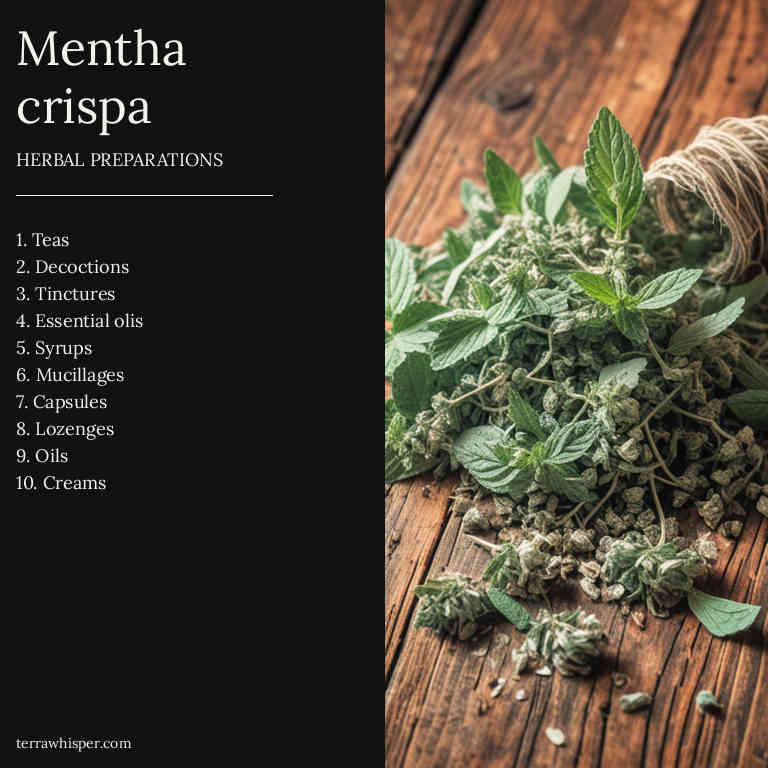 Mentha
crispa
HERBAL PREPARATIONS
1. Teas
2. Decoctions
3. Tinctures
4. Essential olis
5. Syrups
6. Mucillages
7. Capsules
8. Lozenges
9. Oils
10. Creams
terrawhisper.com